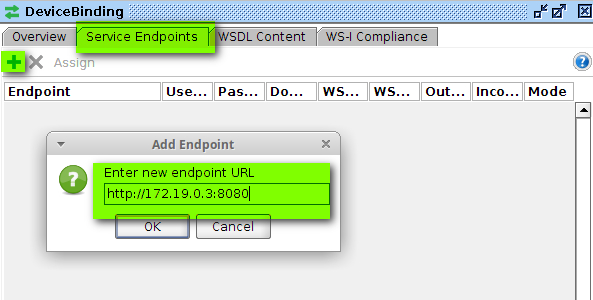 DeviceBinding
Overview Service Endpoints WSDL Content WS-I Compliance
Assign ?
Endpoint Use... Pas... Do... WS... WS... Out... Inco... Mode
Add Endpoint
? Enter new endpoint URL
http://172.19.0.3:8080
OK Cancel